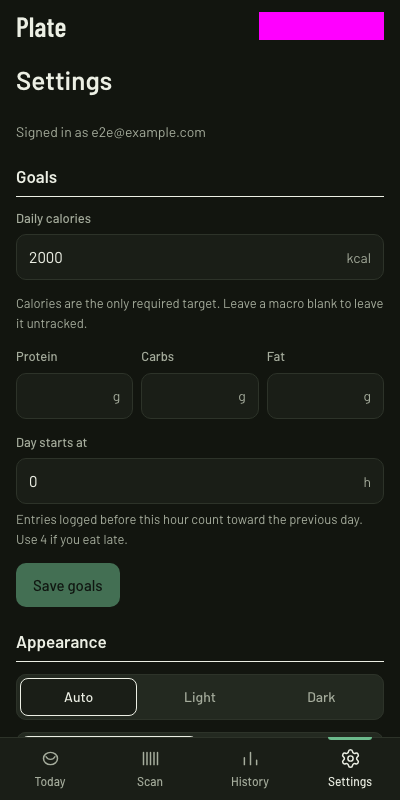 Plate
Settings
Signed in as e2e@example.com
Goals
Daily calories
2000 kcal
Calories are the only required target. Leave a macro blank to leave
it untracked.
Protein Carbs Fat
g g g
Day starts at
0 h
Entries logged before this hour count toward the previous day.
Use 4 if you eat late.
Save goals
Appearance
Auto Light Dark
Today Scan History Settings